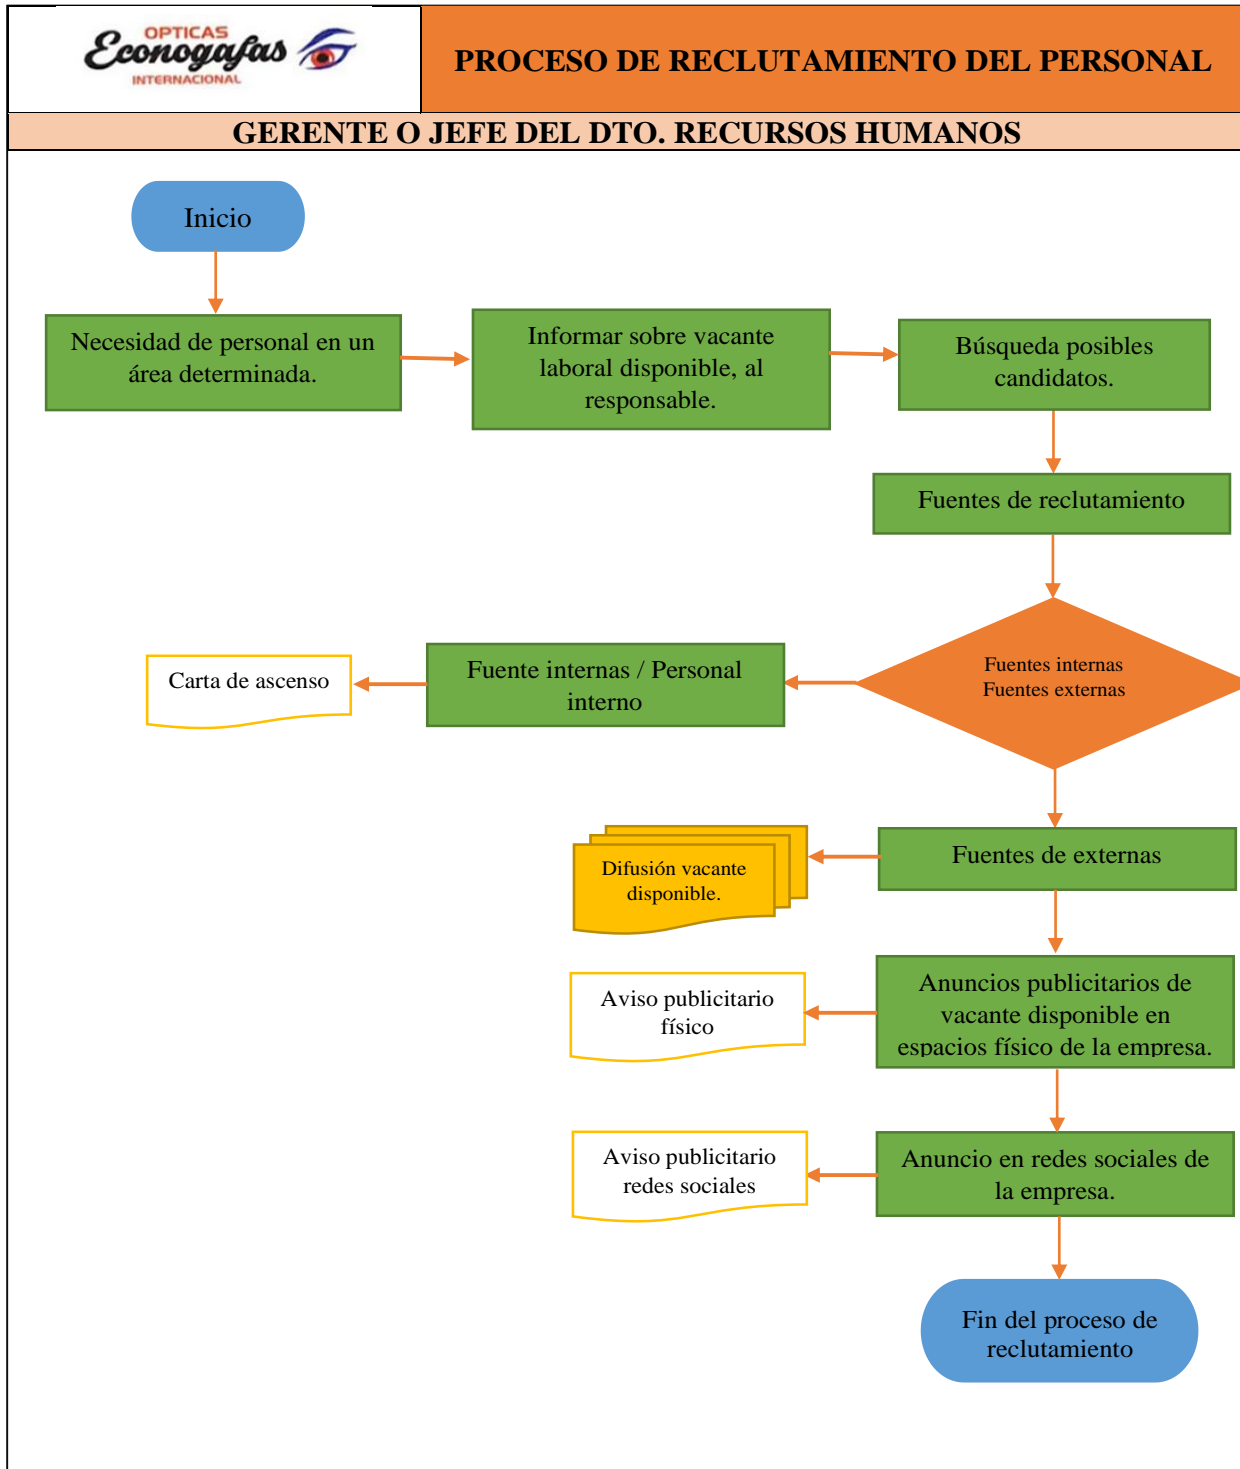 OPTICAS
Econogafas
INTERNACIONAL
PROCESO DE RECLUTAMIENTO DEL PERSONAL
GERENTE O JEFE DEL DTO. RECURSOS HUMANOS
Inicio
Necesidad de personal en un
área determinada.
Informar sobre vacante
laboral disponible, al
responsable.
Búsqueda posibles
candidatos.
Fuentes de reclutamiento
Fuentes internas
Fuentes externas
Fuente internas / Personal
interno
Carta de ascenso
Fuentes de externas
Difusión vacante
disponible.
Anuncios publicitarios de
vacante disponible en
espacios físico de la empresa.
Aviso publicitario
físico
Anuncio en redes sociales de
la empresa.
Aviso publicitario
redes sociales
Fin del proceso de
reclutamiento